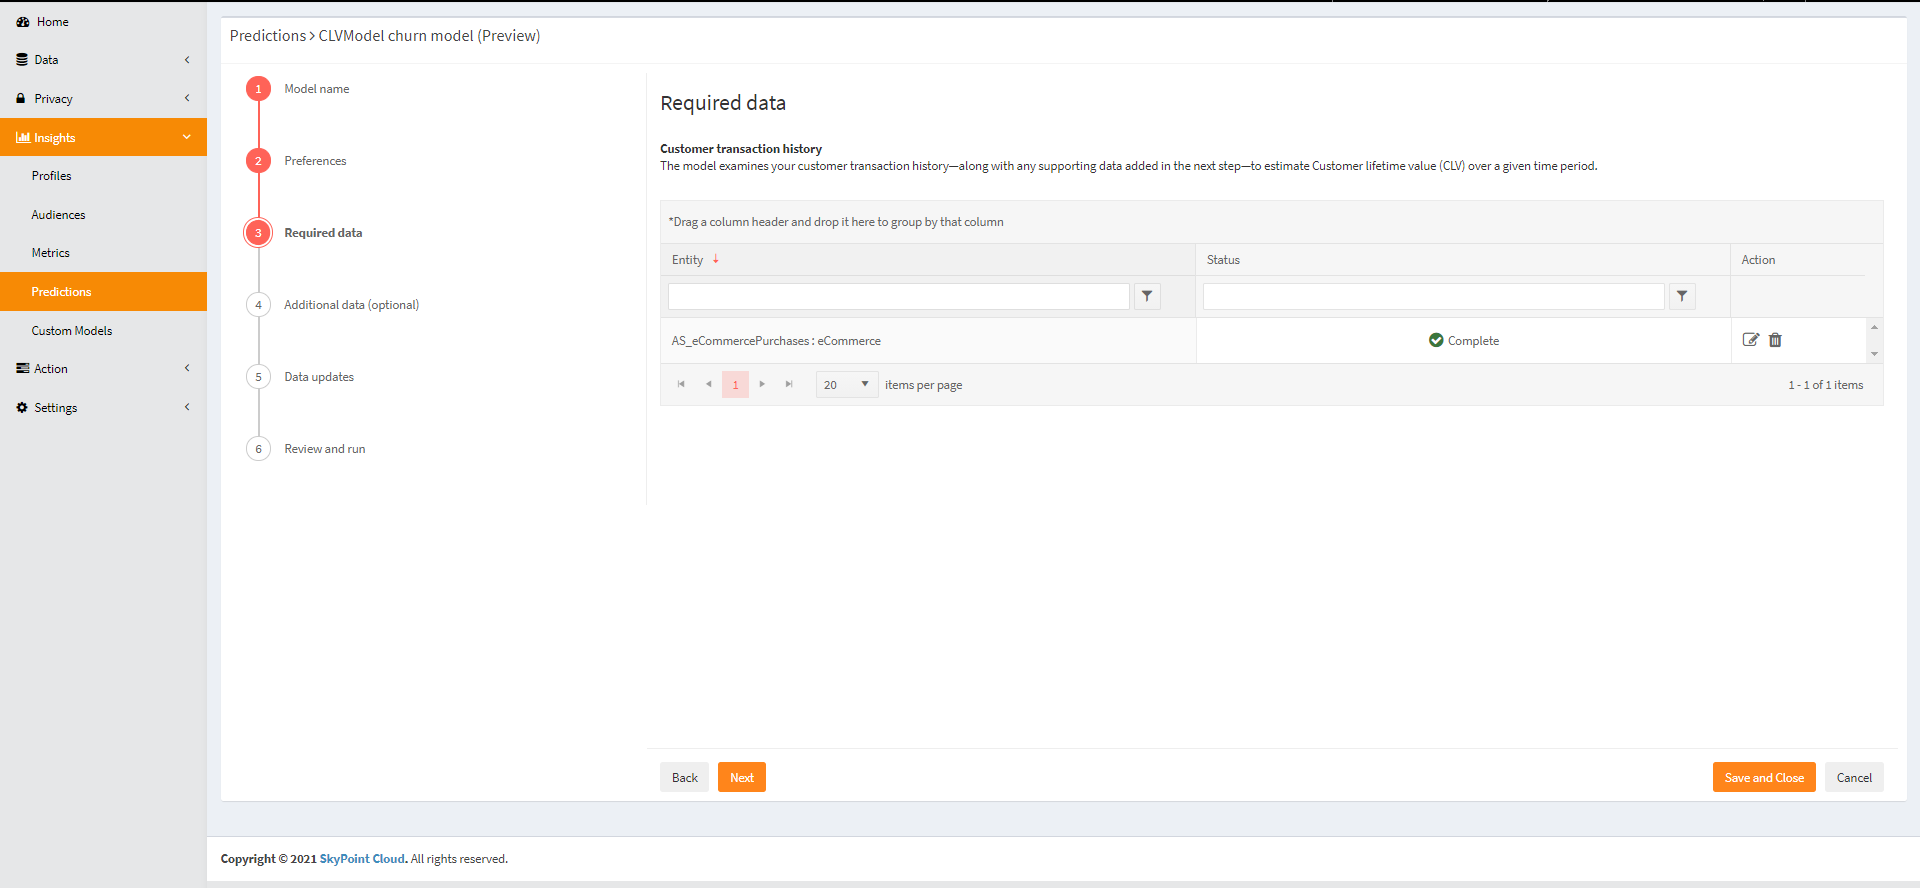 Home
Data
Privacy
Insights
Profiles
Audiences
Metrics
Predictions
Custom Models
Action
Settings
Predictions > CLVModel churn model (Preview)
1 Model name
2 Preferences
3 Required data
4 Additional data (optional)
5 Data updates
6 Review and run
Required data
Customer transaction history
The model examines your customer transaction history—along with any supporting data added in the next step—to estimate Customer lifetime value (CLV) over a given time period.
*Drag a column header and drop it here to group by that column
Entity Status Action
AS_eCommercePurchases : eCommerce Complete
1 20 items per page 1 - 1 of 1 items
Back Next Save and Close Cancel
Copyright © 2021 SkyPoint Cloud. All rights reserved.